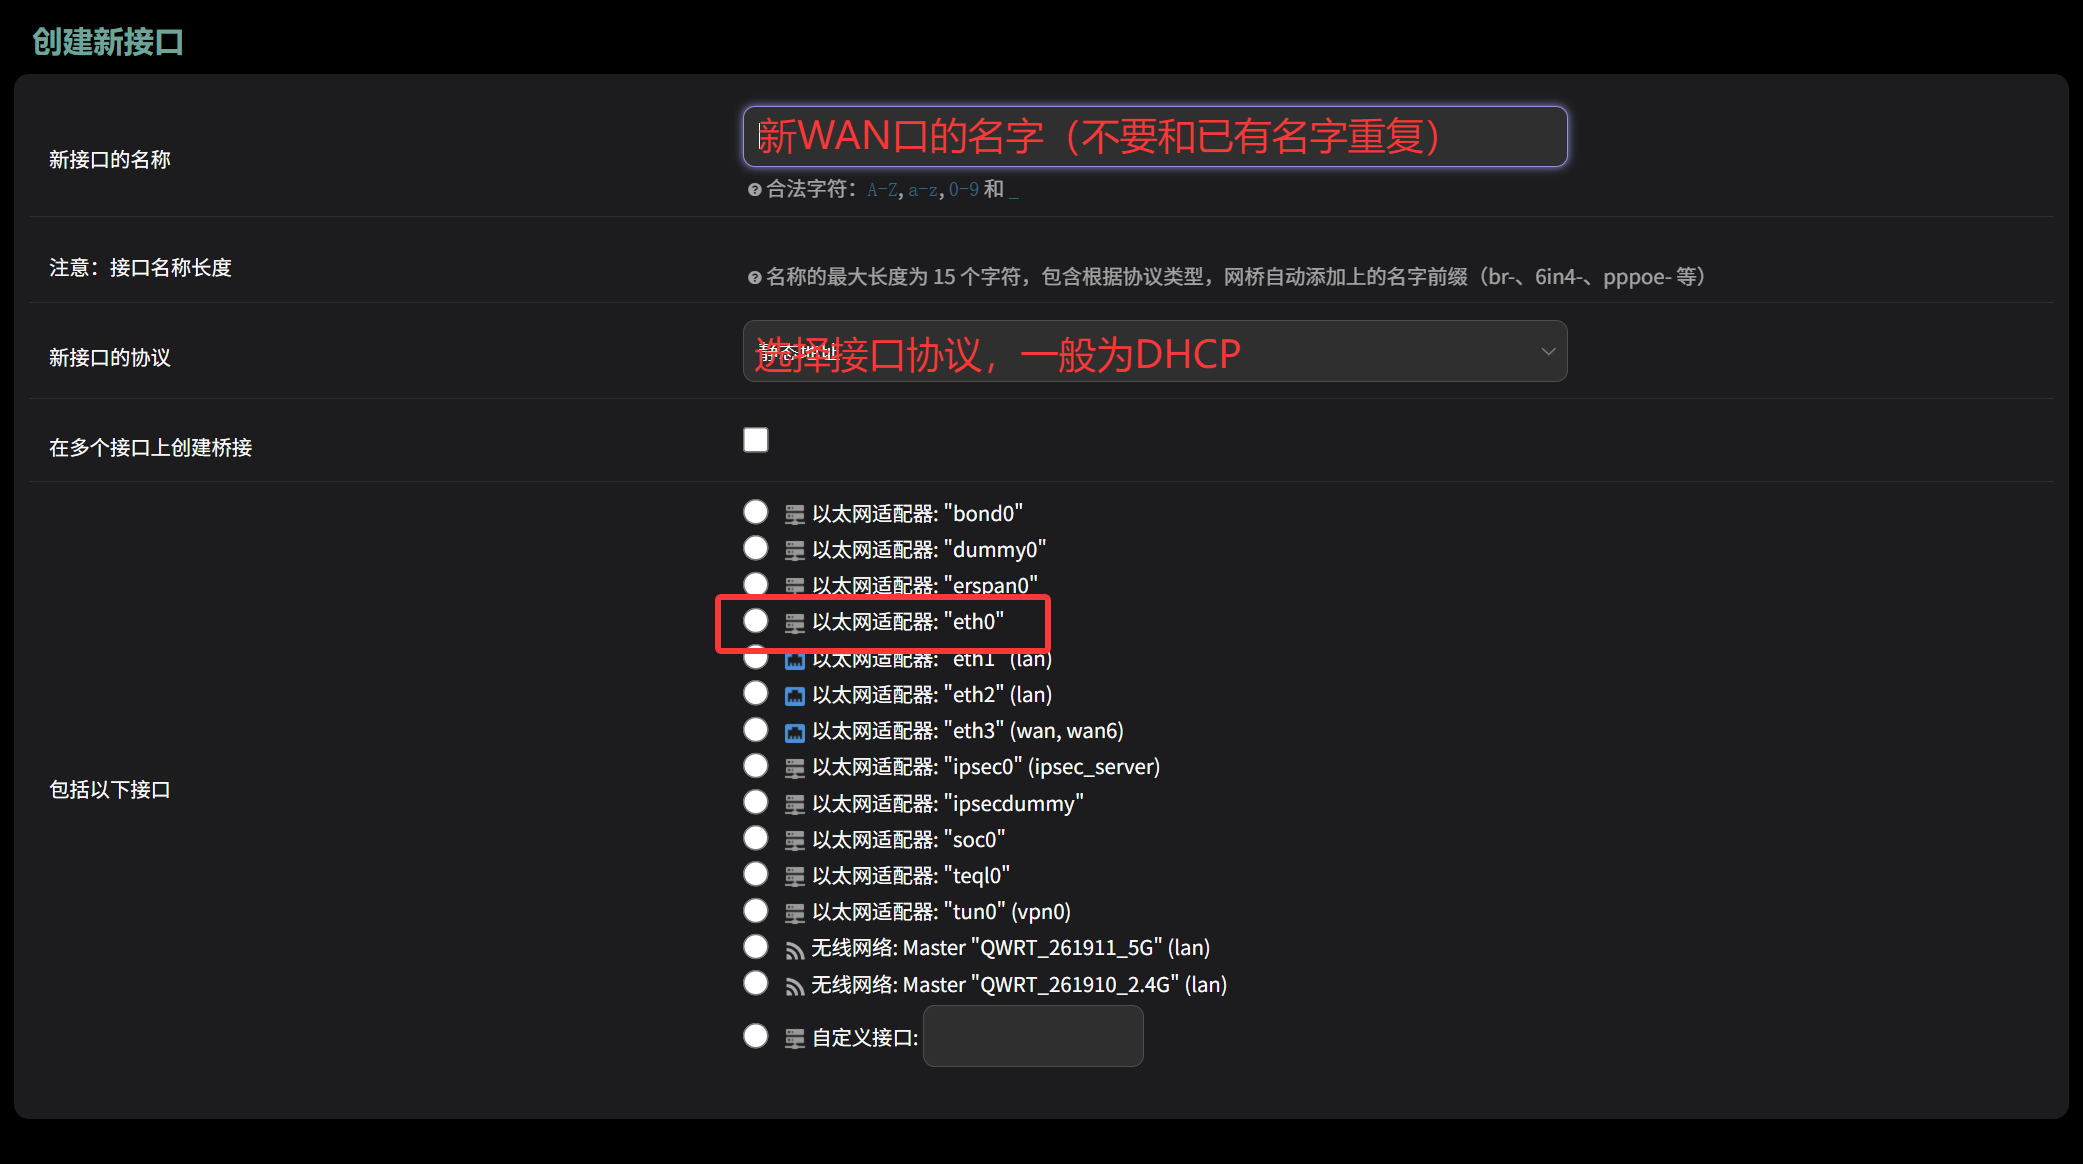 创建新接口
新接口的名称
新WAN口的名字（不要和已有名字重复）
合法字符：A-Z, a-z, 0-9 和 _
注意：接口名称长度
名称的最大长度为 15 个字符，包含根据协议类型，网桥自动添加上的名字前缀（br-、6in4-、pppoe- 等）
新接口的协议
静态地址
选择接口协议，一般为DHCP
在多个接口上创建桥接
包括以下接口
以太网适配器: "bond0"
以太网适配器: "dummy0"
以太网适配器: "erspan0"
以太网适配器: "eth0"
以太网适配器: "eth1" (lan)
以太网适配器: "eth2" (lan)
以太网适配器: "eth3" (wan, wan6)
以太网适配器: "ipsec0" (ipsec_server)
以太网适配器: "ipsecdummy"
以太网适配器: "soc0"
以太网适配器: "teql0"
以太网适配器: "tun0" (vpn0)
无线网络: Master "QWRT_261911_5G" (lan)
无线网络: Master "QWRT_261910_2.4G" (lan)
自定义接口: